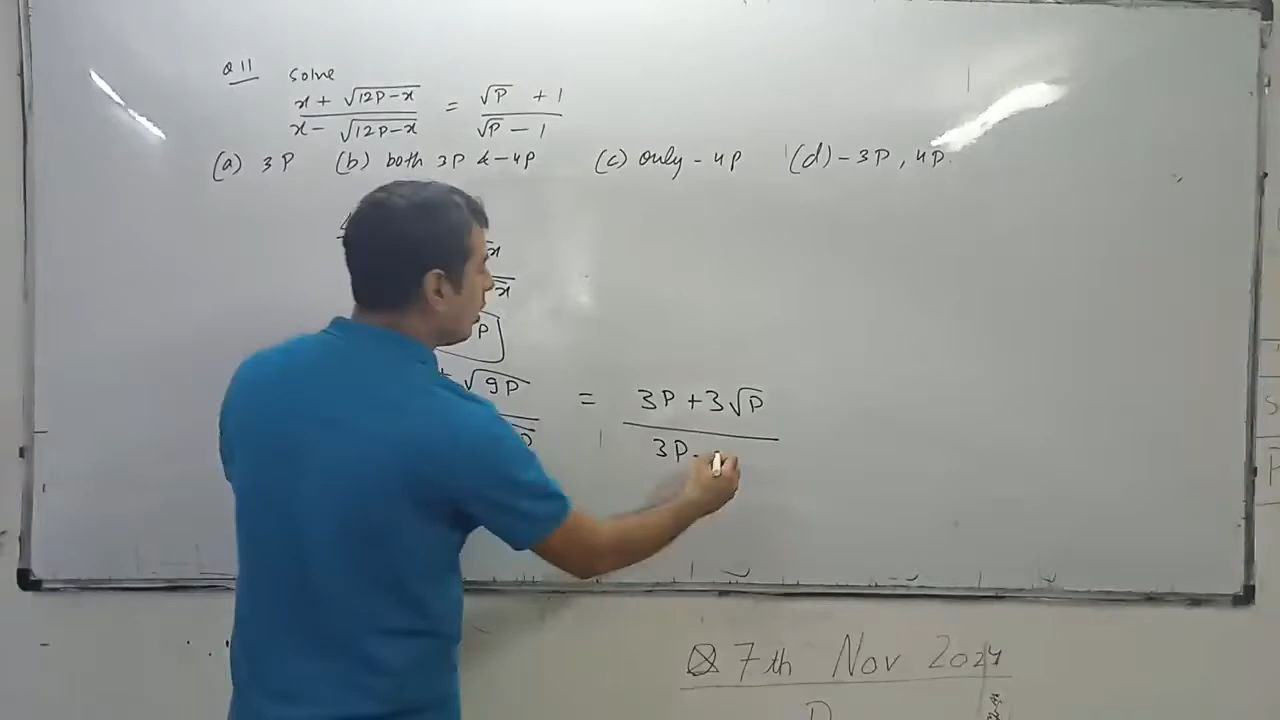 Q11 Solve
x + √12P-x / x - √12P-x = √P + 1 / √P - 1
(a) 3P (b) both 3P & -4P (c) only -4P (d) -3P, 4P.
x
x
P
√9P = 3P + 3√P
P 3P -
7th Nov 2024